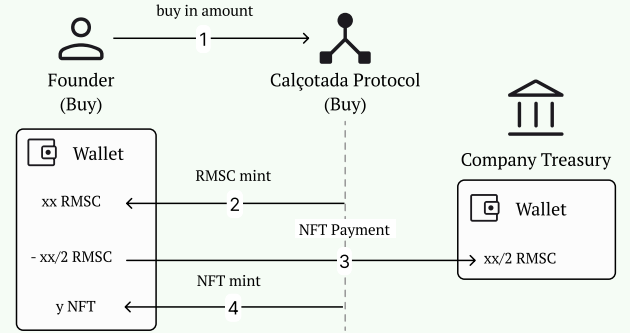 buy in amount
1
Founder
(Buy)
Calçotada Protocol
(Buy)
Company Treasury
Wallet
RMSC mint
xx RMSC
2
Wallet
NFT Payment
- xx/2 RMSC
3
xx/2 RMSC
NFT mint
y NFT
4